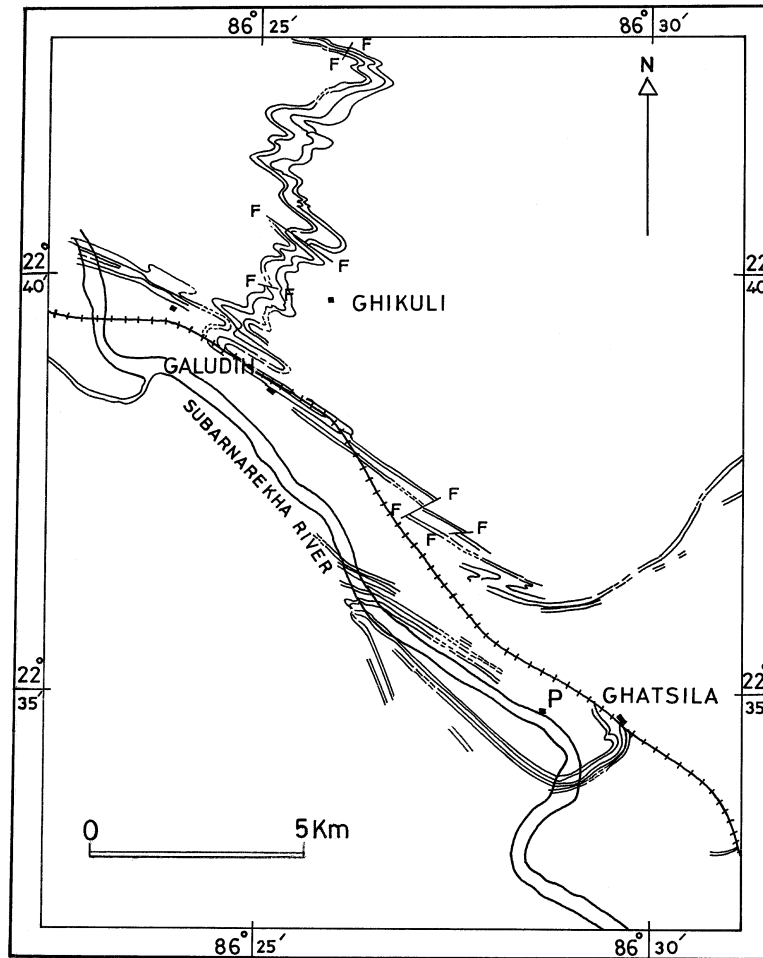 86° 25′
86° 30′
F
F
N
F
F
22° 40′
22° 40′
F
F
GHIKULI
GALUDIH
SUBARNAREKHA RIVER
F
F
F
F
22° 35′
22° 35′
P
GHATSILA
0 5Km
86° 25′
86° 30′